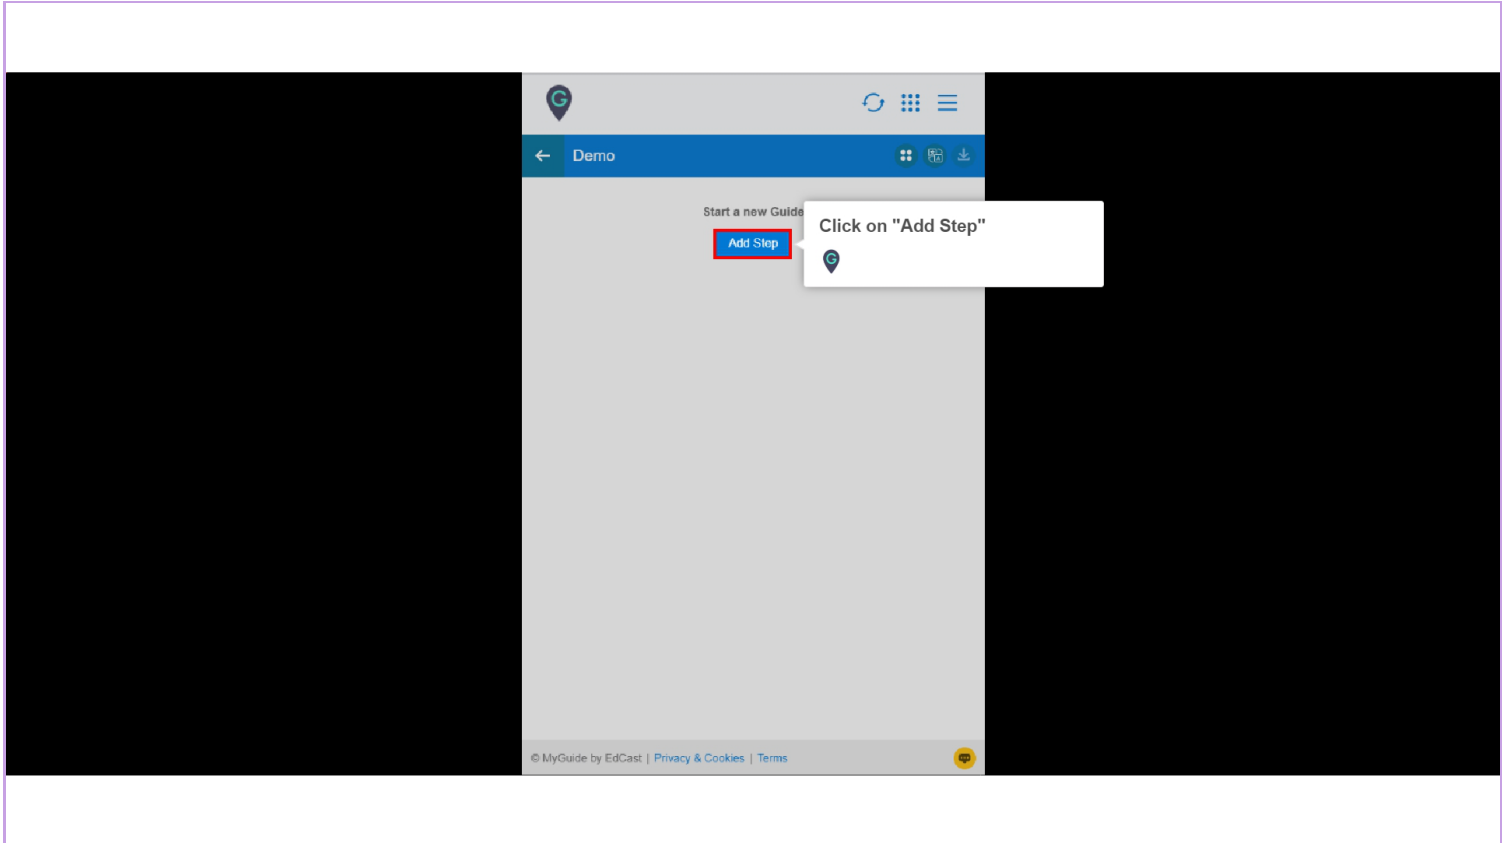 G
Demo
Start a new Guide
Add Step
Click on "Add Step"
G
© MyGuide by EdCast | Privacy & Cookies | Terms